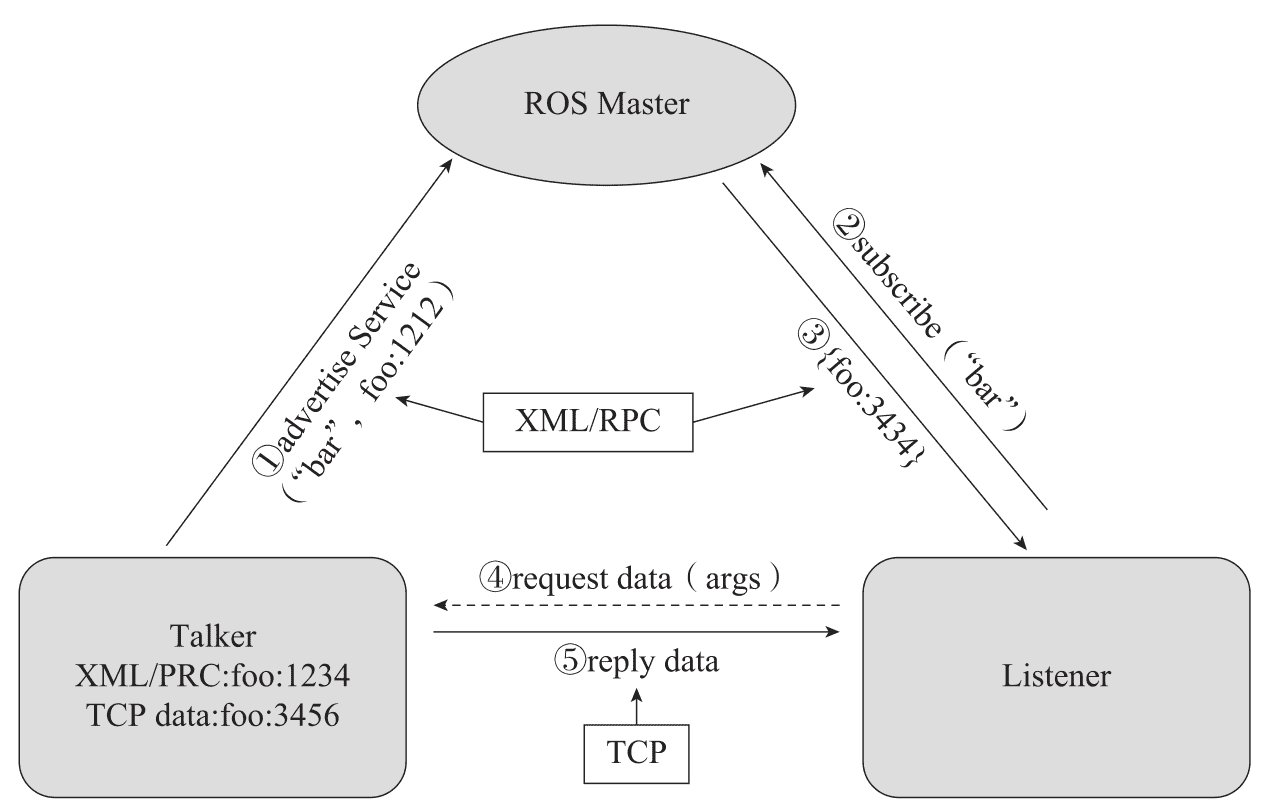 ROS Master
①advertise Service
(“bar”, foo:1212)
②subscribe(“bar”)
③{foo:3434}
XML/RPC
④request data(args)
⑤reply data
TCP
Talker
XML/PRC:foo:1234
TCP data:foo:3456
Listener